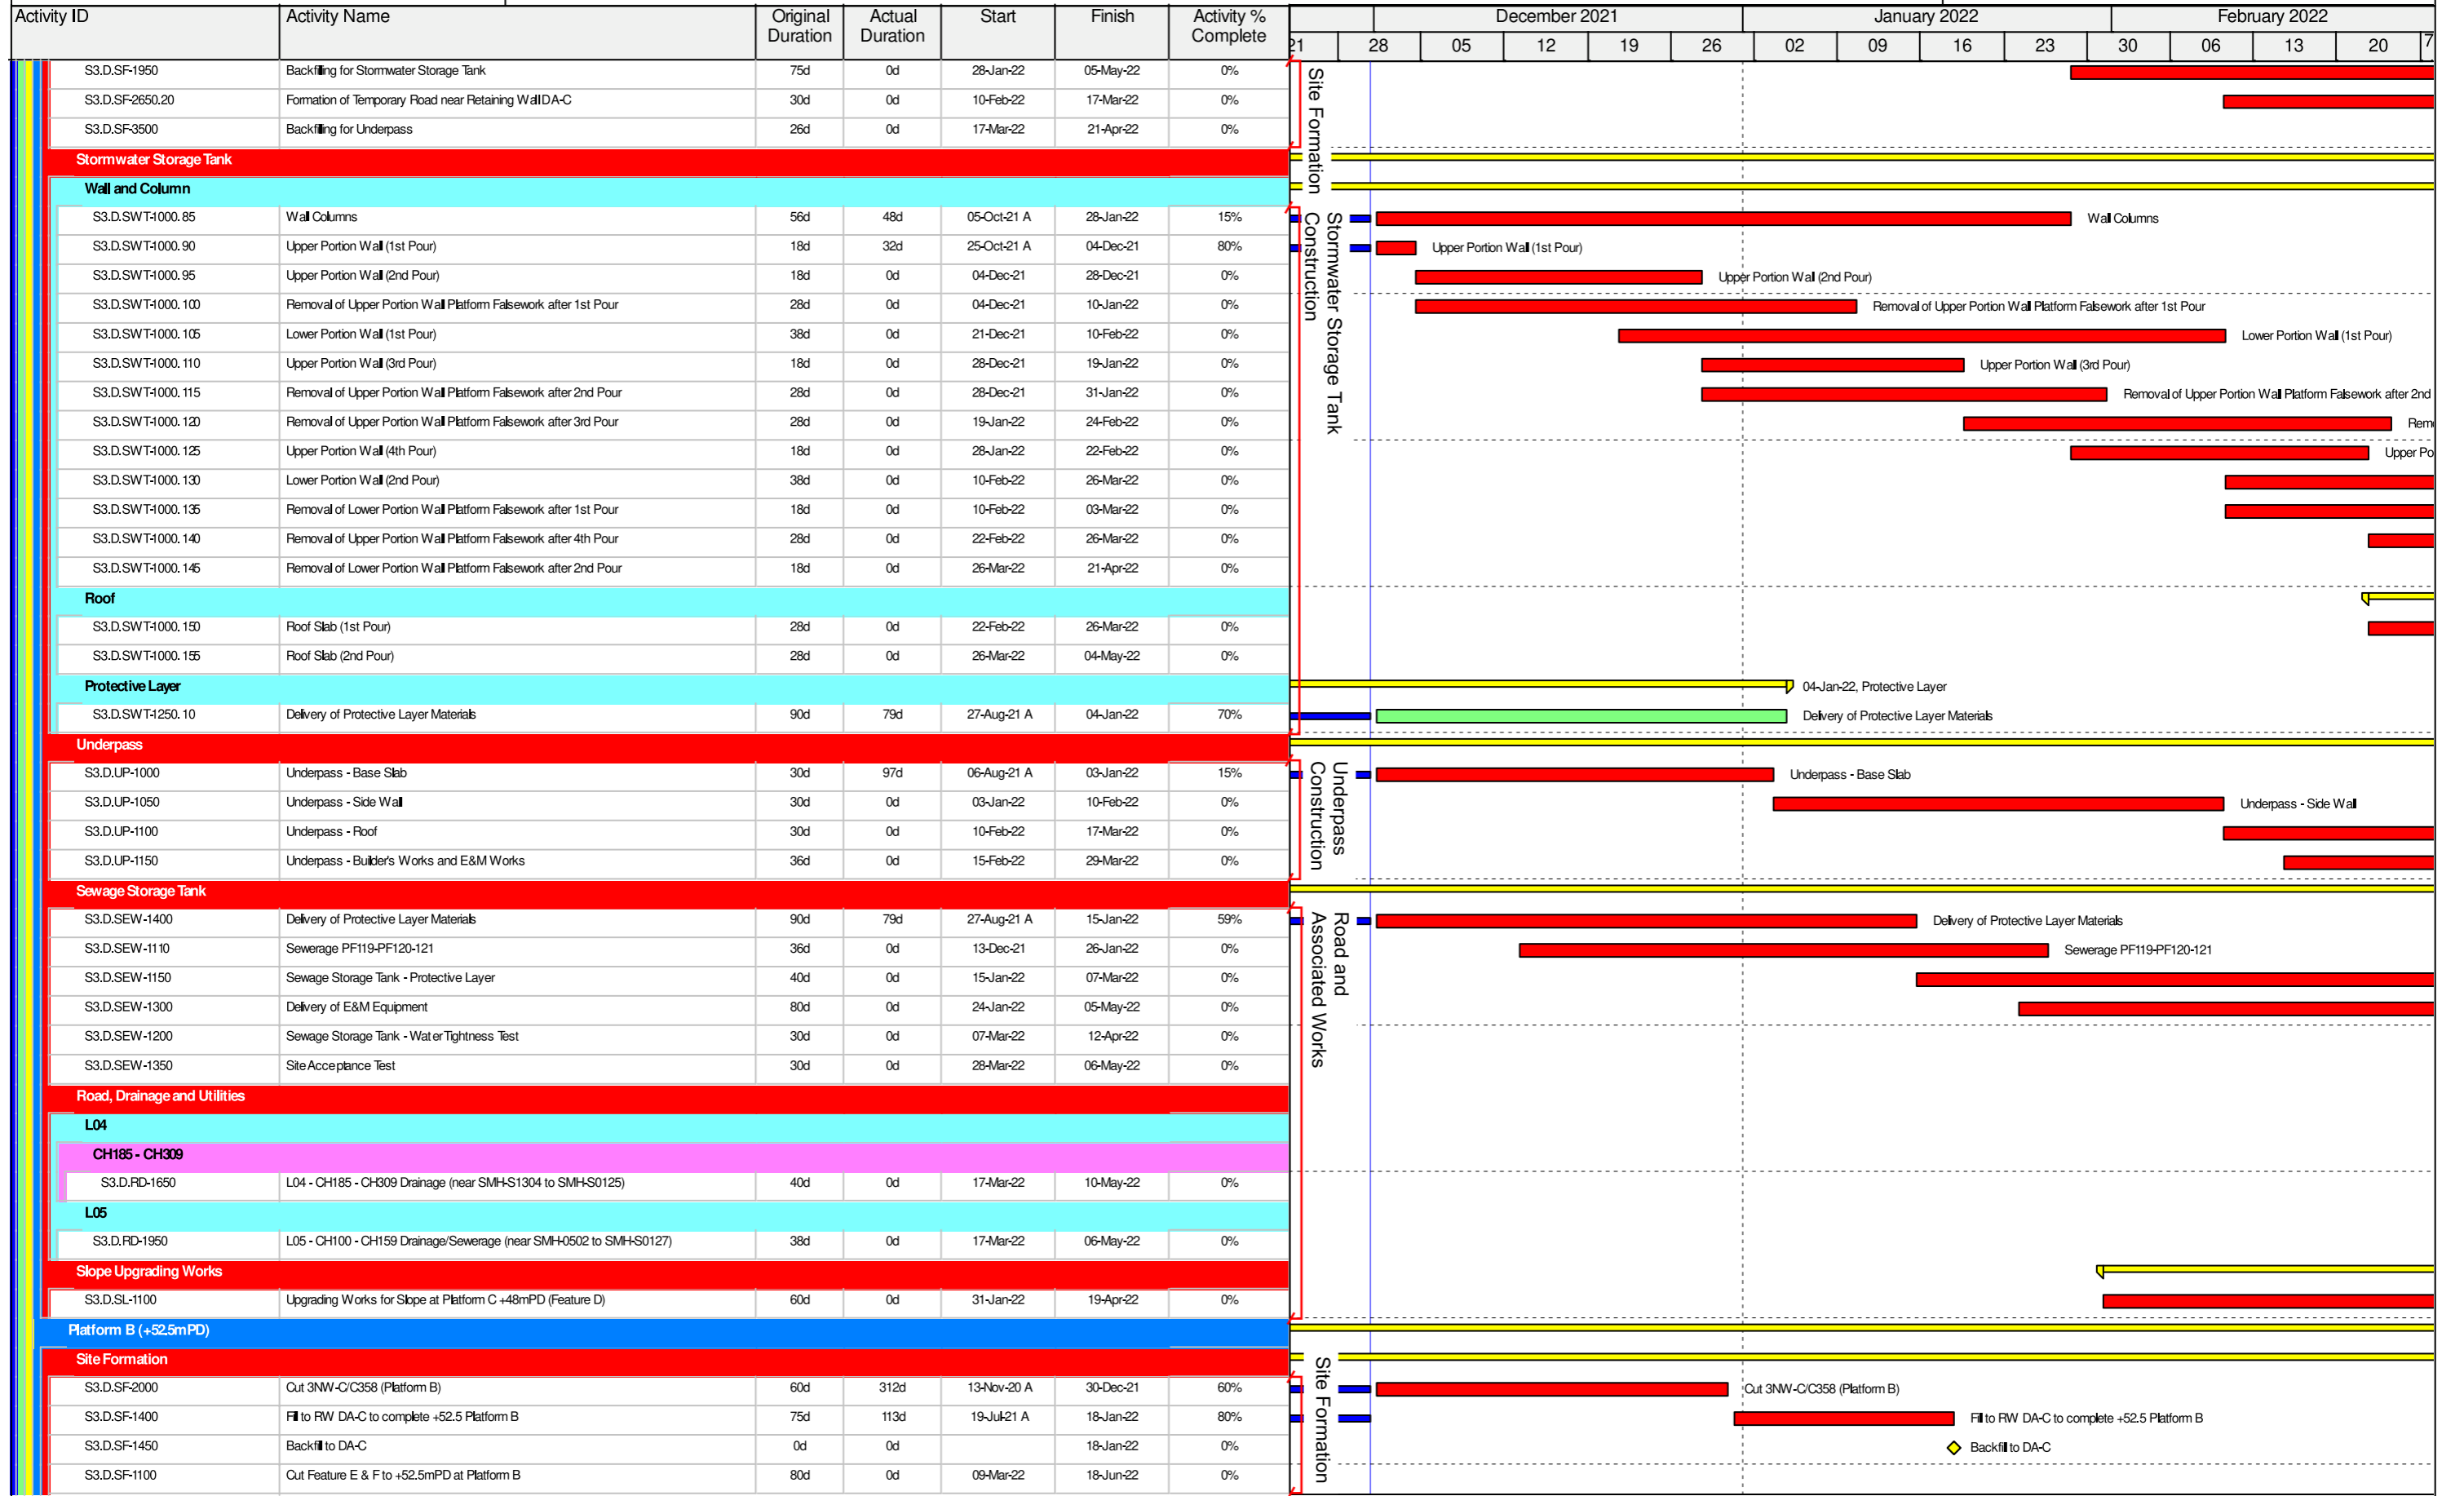 Activity ID Activity Name Original Duration Actual Duration Start Finish Activity % Complete December 2021 January 2022 February 2022
21 28 05 12 19 26 02 09 16 23 30 06 13 20 7
S3.D.SF-1950 Backfilling for Stormwater Storage Tank 75d 0d 28-Jan-22 05-May-22 0%
S3.D.SF-2650.20 Formation of Temporary Road near Retaining Wall DA-C 30d 0d 10-Feb-22 17-Mar-22 0%
S3.D.SF-3500 Backfilling for Underpass 26d 0d 17-Mar-22 21-Apr-22 0%
Site Formation
Stormwater Storage Tank
Wall and Column
S3.D.SWT-1000.85 Wall Columns 56d 48d 05-Oct-21 A 28-Jan-22 15% Wall Columns
S3.D.SWT-1000.90 Upper Portion Wall (1st Pour) 18d 32d 25-Oct-21 A 04-Dec-21 80% Upper Portion Wall (1st Pour)
S3.D.SWT-1000.95 Upper Portion Wall (2nd Pour) 18d 0d 04-Dec-21 28-Dec-21 0% Upper Portion Wall (2nd Pour)
S3.D.SWT-1000.100 Removal of Upper Portion Wall Platform Falsework after 1st Pour 28d 0d 04-Dec-21 10-Jan-22 0% Removal of Upper Portion Wall Platform Falsework after 1st Pour
S3.D.SWT-1000.105 Lower Portion Wall (1st Pour) 38d 0d 21-Dec-21 10-Feb-22 0% Lower Portion Wall (1st Pour)
S3.D.SWT-1000.110 Upper Portion Wall (3rd Pour) 18d 0d 28-Dec-21 19-Jan-22 0% Upper Portion Wall (3rd Pour)
S3.D.SWT-1000.115 Removal of Upper Portion Wall Platform Falsework after 2nd Pour 28d 0d 28-Dec-21 31-Jan-22 0% Removal of Upper Portion Wall Platform Falsework after 2nd
S3.D.SWT-1000.120 Removal of Upper Portion Wall Platform Falsework after 3rd Pour 28d 0d 19-Jan-22 24-Feb-22 0% Rem
S3.D.SWT-1000.125 Upper Portion Wall (4th Pour) 18d 0d 28-Jan-22 22-Feb-22 0% Upper Po
S3.D.SWT-1000.130 Lower Portion Wall (2nd Pour) 38d 0d 10-Feb-22 26-Mar-22 0%
S3.D.SWT-1000.135 Removal of Lower Portion Wall Platform Falsework after 1st Pour 18d 0d 10-Feb-22 03-Mar-22 0%
S3.D.SWT-1000.140 Removal of Upper Portion Wall Platform Falsework after 4th Pour 28d 0d 22-Feb-22 26-Mar-22 0%
S3.D.SWT-1000.145 Removal of Lower Portion Wall Platform Falsework after 2nd Pour 18d 0d 26-Mar-22 21-Apr-22 0%
Stormwater Storage Tank
Construction
Roof
S3.D.SWT-1000.150 Roof Slab (1st Pour) 28d 0d 22-Feb-22 26-Mar-22 0%
S3.D.SWT-1000.155 Roof Slab (2nd Pour) 28d 0d 26-Mar-22 04-May-22 0%
Protective Layer 04-Jan-22, Protective Layer
S3.D.SWT-1250.10 Delivery of Protective Layer Materials 90d 79d 27-Aug-21 A 04-Jan-22 70% Delivery of Protective Layer Materials
Underpass
S3.D.UP-1000 Underpass - Base Slab 30d 97d 06-Aug-21 A 03-Jan-22 15% Underpass - Base Slab
S3.D.UP-1050 Underpass - Side Wall 30d 0d 03-Jan-22 10-Feb-22 0% Underpass - Side Wall
S3.D.UP-1100 Underpass - Roof 30d 0d 10-Feb-22 17-Mar-22 0%
S3.D.UP-1150 Underpass - Builder's Works and E&M Works 36d 0d 15-Feb-22 29-Mar-22 0%
Underpass
Construction
Sewage Storage Tank
S3.D.SEW-1400 Delivery of Protective Layer Materials 90d 79d 27-Aug-21 A 15-Jan-22 59% Delivery of Protective Layer Materials
S3.D.SEW-1110 Sewerage PF119-PF120-121 36d 0d 13-Dec-21 26-Jan-22 0% Sewerage PF119-PF120-121
S3.D.SEW-1150 Sewage Storage Tank - Protective Layer 40d 0d 15-Jan-22 07-Mar-22 0%
S3.D.SEW-1300 Delivery of E&M Equipment 80d 0d 24-Jan-22 05-May-22 0%
S3.D.SEW-1200 Sewage Storage Tank - Water Tightness Test 30d 0d 07-Mar-22 12-Apr-22 0%
S3.D.SEW-1350 Site Acceptance Test 30d 0d 28-Mar-22 06-May-22 0%
Road and
Associated Works
Road, Drainage and Utilities
L04
CH185 - CH309
S3.D.RD-1650 L04 - CH185 - CH309 Drainage (near SMH-S1304 to SMH-S0125) 40d 0d 17-Mar-22 10-May-22 0%
L05
S3.D.RD-1950 L05 - CH100 - CH159 Drainage/Sewerage (near SMH-0502 to SMH-S0127) 38d 0d 17-Mar-22 06-May-22 0%
Slope Upgrading Works
S3.D.SL-1100 Upgrading Works for Slope at Platform C +48mPD (Feature D) 60d 0d 31-Jan-22 19-Apr-22 0%
Platform B (+52.5mPD)
Site Formation
S3.D.SF-2000 Cut 3NW-C/C358 (Platform B) 60d 312d 13-Nov-20 A 30-Dec-21 60% Cut 3NW-C/C358 (Platform B)
S3.D.SF-1400 Fill to RW DA-C to complete +52.5 Platform B 75d 113d 19-Jul-21 A 18-Jan-22 80% Fill to RW DA-C to complete +52.5 Platform B
S3.D.SF-1450 Backfill to DA-C 0d 0d 18-Jan-22 0% Backfill to DA-C
S3.D.SF-1100 Cut Feature E & F to +52.5mPD at Platform B 80d 0d 09-Mar-22 18-Jun-22 0%
Site Formation